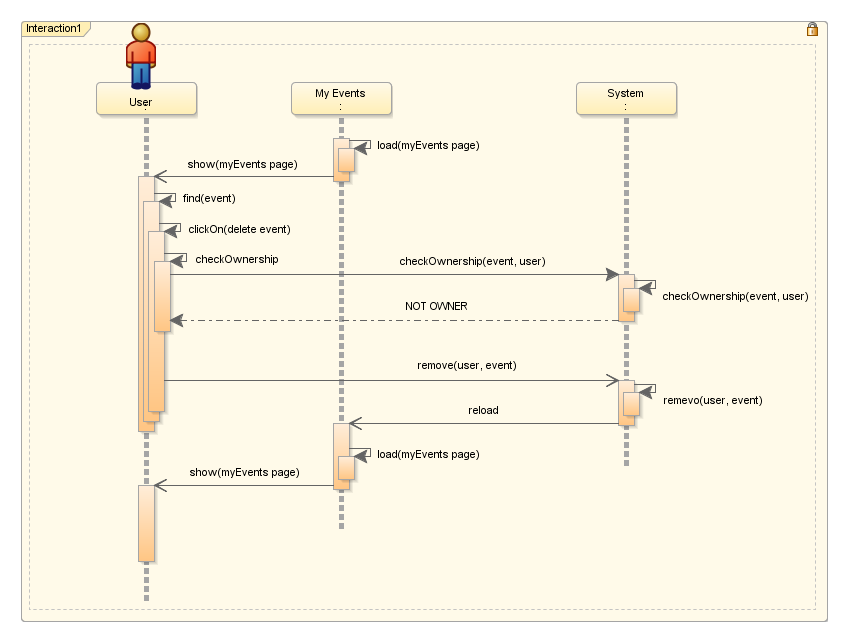 Interaction1
User
:
My Events
:
System
:
load(myEvents page)
show(myEvents page)
find(event)
clickOn(delete event)
checkOwnership
checkOwnership(event, user)
checkOwnership(event, user)
NOT OWNER
remove(user, event)
remevo(user, event)
reload
load(myEvents page)
show(myEvents page)